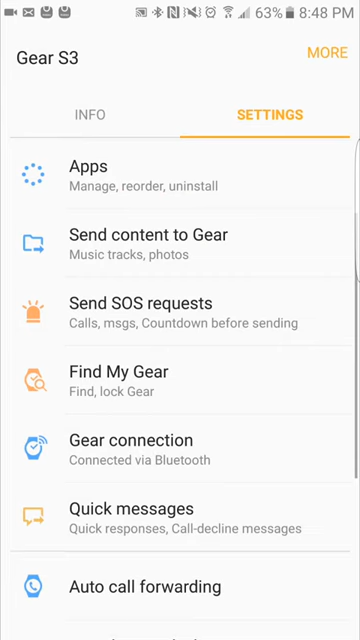 63% 8:48 PM
Gear S3
MORE
INFO
SETTINGS
Apps
Manage, reorder, uninstall
Send content to Gear
Music tracks, photos
Send SOS requests
Calls, msgs, Countdown before sending
Find My Gear
Find, lock Gear
Gear connection
Connected via Bluetooth
Quick messages
Quick responses, Call-decline messages
Auto call forwarding